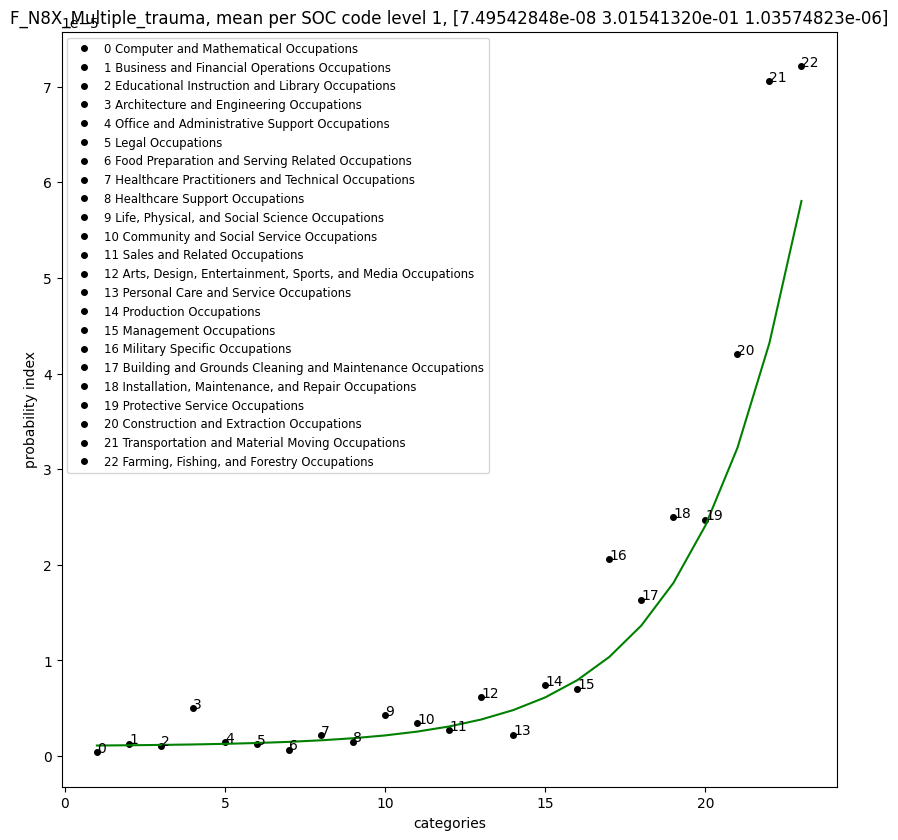 F_N8X_Multiple_trauma, mean per SOC code level 1, [7.49542848e-08 3.01541320e-01 1.03574823e-06]
1e−5
0 Computer and Mathematical Occupations
1 Business and Financial Operations Occupations
2 Educational Instruction and Library Occupations
3 Architecture and Engineering Occupations
4 Office and Administrative Support Occupations
5 Legal Occupations
6 Food Preparation and Serving Related Occupations
7 Healthcare Practitioners and Technical Occupations
8 Healthcare Support Occupations
9 Life, Physical, and Social Science Occupations
10 Community and Social Service Occupations
11 Sales and Related Occupations
12 Arts, Design, Entertainment, Sports, and Media Occupations
13 Personal Care and Service Occupations
14 Production Occupations
15 Management Occupations
16 Military Specific Occupations
17 Building and Grounds Cleaning and Maintenance Occupations
18 Installation, Maintenance, and Repair Occupations
19 Protective Service Occupations
20 Construction and Extraction Occupations
21 Transportation and Material Moving Occupations
22 Farming, Fishing, and Forestry Occupations
probability index
7
6
5
4
3
2
1
0
0
1
2
3
4
5
6
7
8
9
10
11
12
13
14
15
16
17
18
19
20
21
22
0
5
10
15
20
categories